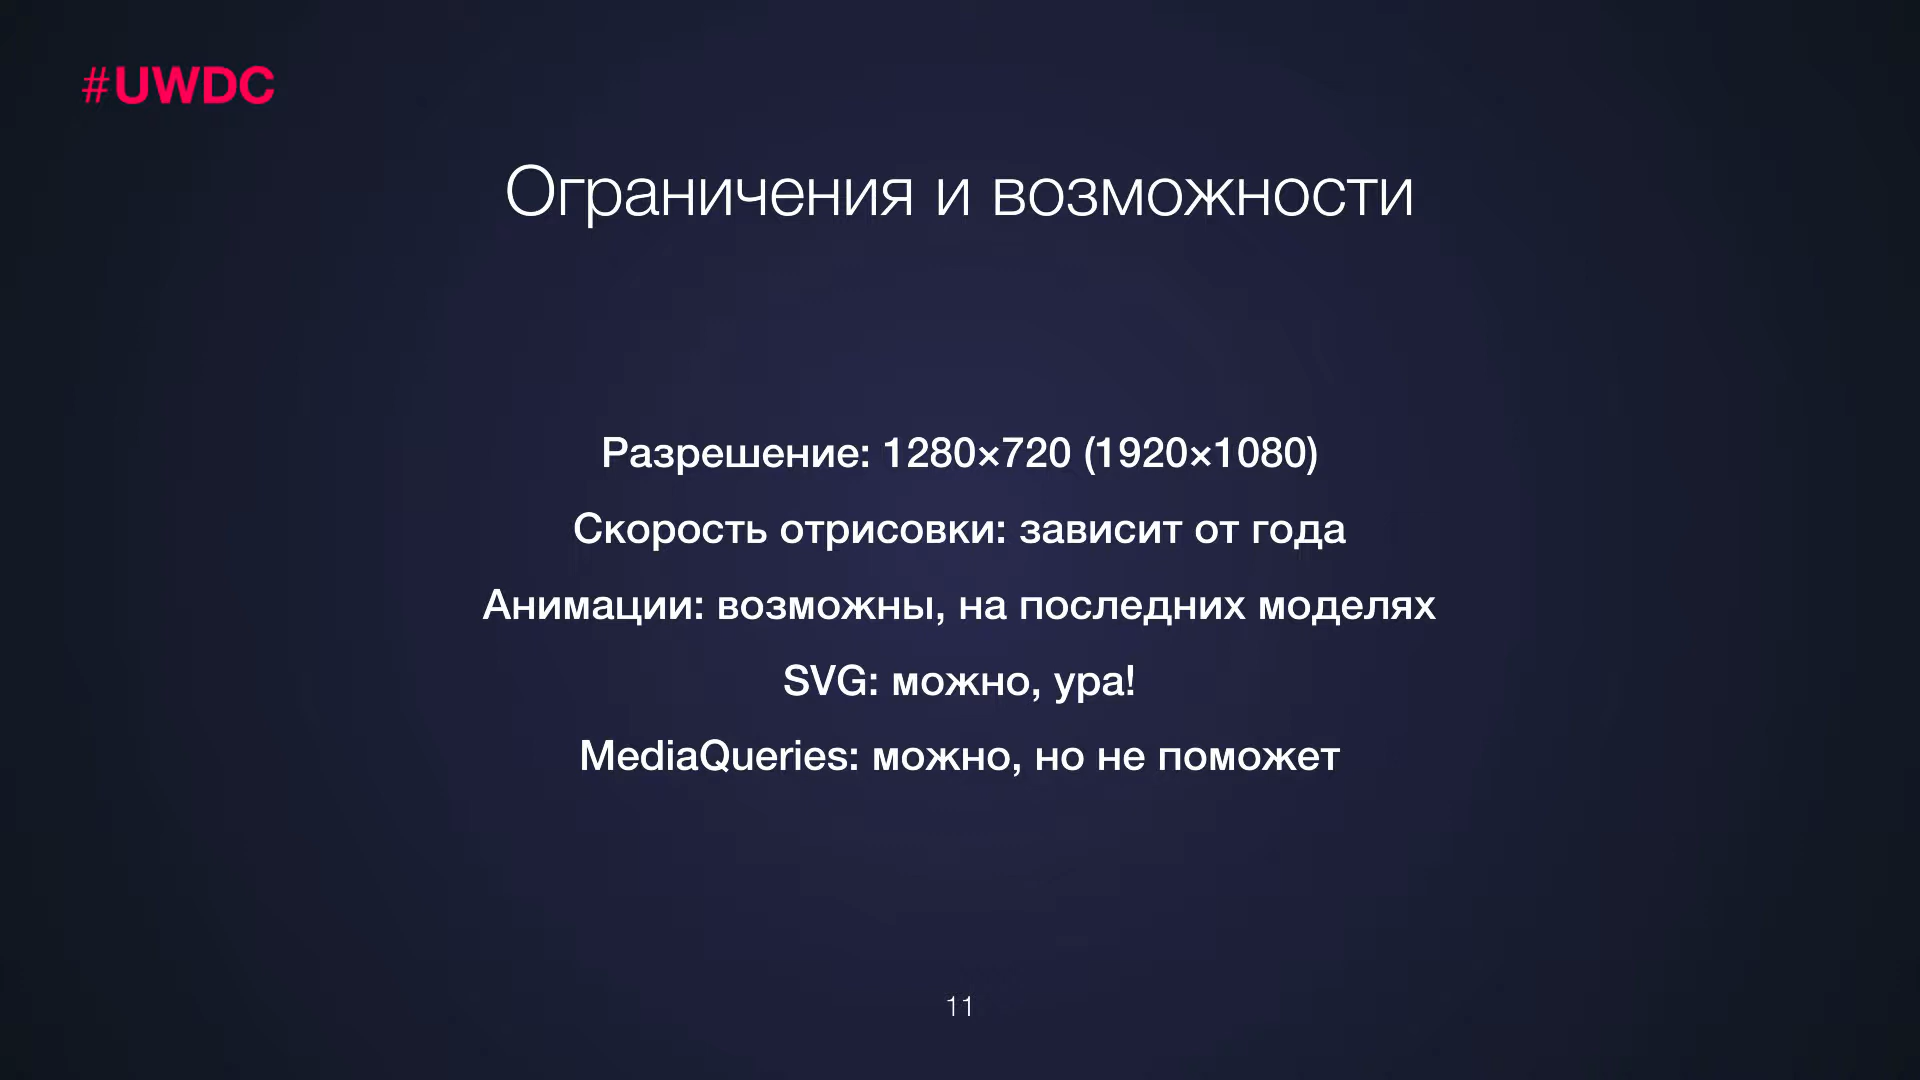 #UWDC
Ограничения и возможности
Разрешение: 1280×720 (1920×1080)
Скорость отрисовки: зависит от года
Анимации: возможны, на последних моделях
SVG: можно, ура!
MediaQueries: можно, но не поможет
11